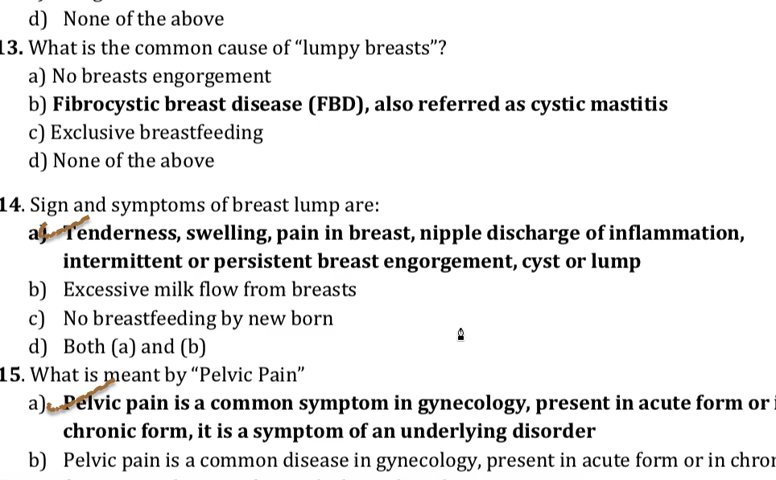 d) None of the above
13. What is the common cause of “lumpy breasts”?
a) No breasts engorgement
b) Fibrocystic breast disease (FBD), also referred as cystic mastitis
c) Exclusive breastfeeding
d) None of the above
14. Sign and symptoms of breast lump are:
a) Tenderness, swelling, pain in breast, nipple discharge of inflammation,
intermittent or persistent breast engorgement, cyst or lump
b) Excessive milk flow from breasts
c) No breastfeeding by new born
d) Both (a) and (b)
15. What is meant by “Pelvic Pain”
a) Pelvic pain is a common symptom in gynecology, present in acute form or
chronic form, it is a symptom of an underlying disorder
b) Pelvic pain is a common disease in gynecology, present in acute form or in